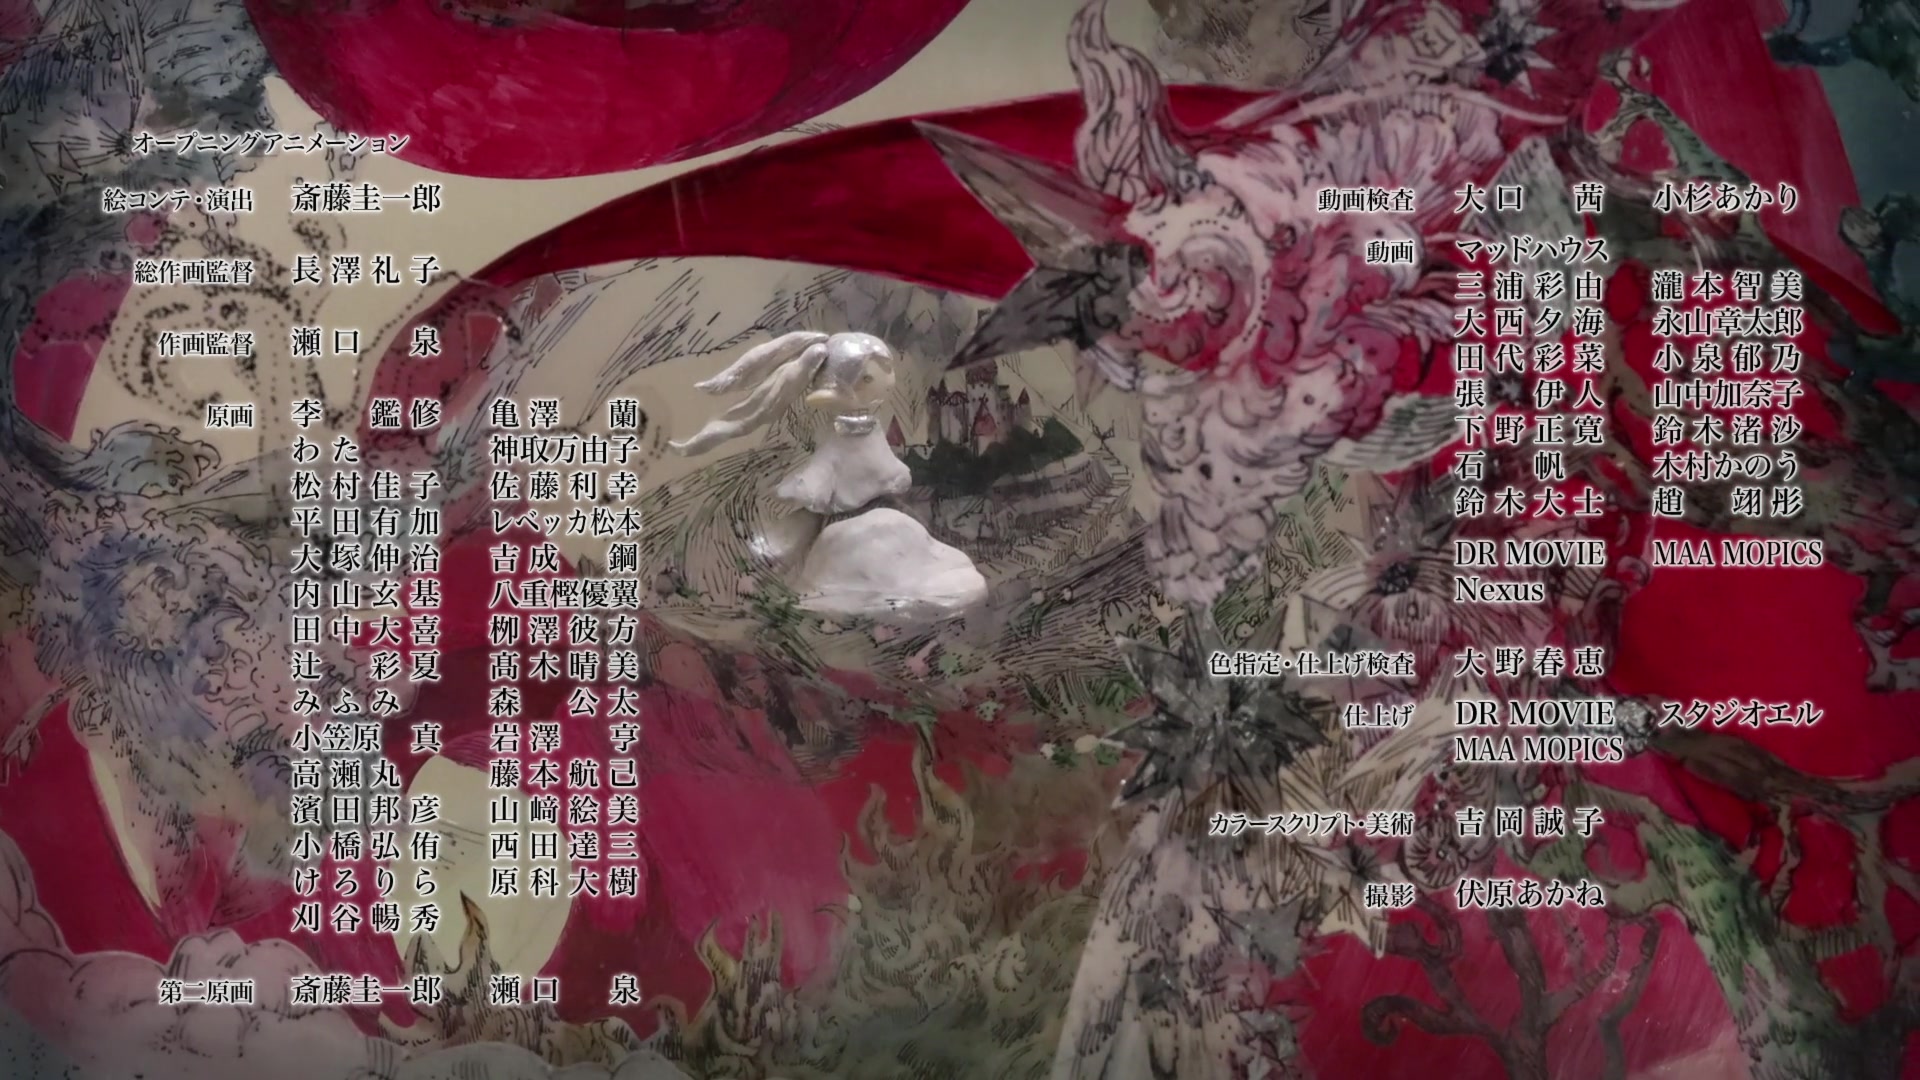 オープニングアニメーション
絵コンテ・演出 斎藤圭一郎
総作画監督 長澤礼子
作画監督 瀬口 泉
原画 李 鑑修 亀澤 蘭
わた 神取万由子
松村佳子 佐藤利幸
平田有加 レベッカ松本
大塚伸治 吉成 鋼
内山玄基 八重樫優翼
田中大喜 栁澤彼方
辻 彩夏 髙木晴美
みふみ 森 公太
小笠原 真 岩澤 亨
高瀬丸 藤本航己
濱田邦彦 山﨑絵美
小橋弘侑 西田達三
けろりら 原科大樹
刈谷暢秀
第二原画 斎藤圭一郎 瀬口 泉
動画検査 大口 茜 小杉あかり
動画 マッドハウス
三浦彩由 瀧本智美
大西夕海 永山章太郎
田代彩菜 小泉郁乃
張 伊人 山中加奈子
下野正寛 鈴木渚沙
石 帆 木村かのう
鈴木大士 趙 翊彤
DR MOVIE MAA MOPICS
Nexus
色指定・仕上げ検査 大野春恵
仕上げ DR MOVIE スタジオエル
MAA MOPICS
カラースクリプト・美術 吉岡誠子
撮影 伏原あかね